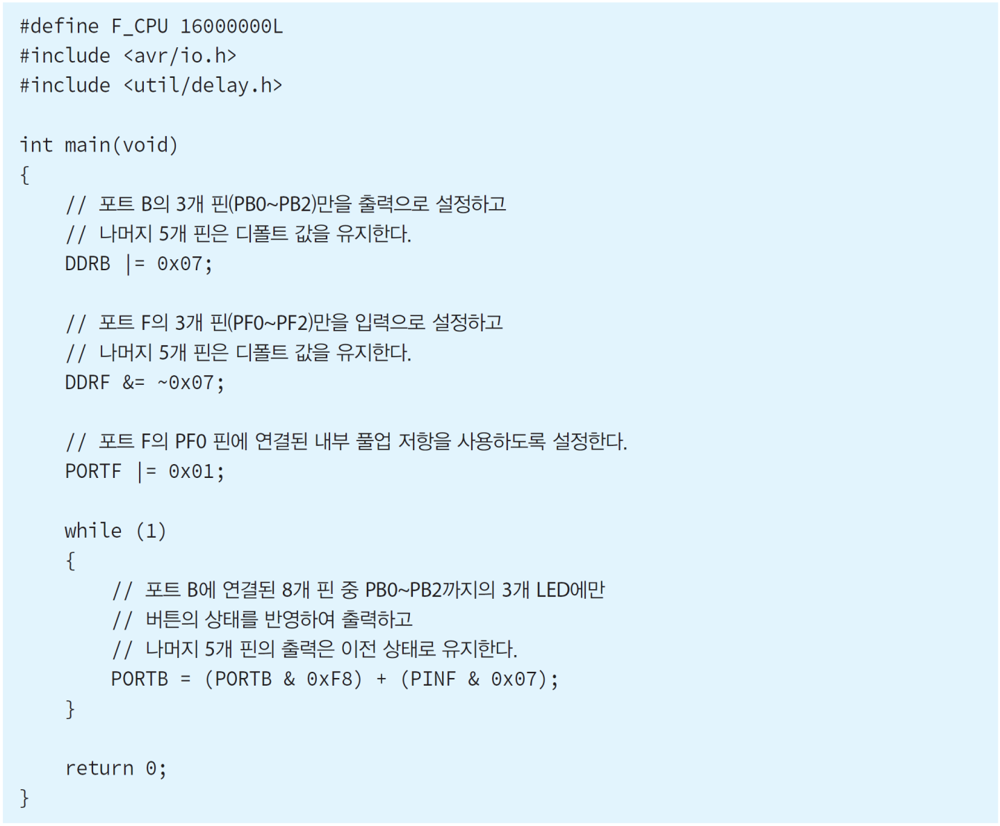 #define F_CPU 16000000L
#include <avr/io.h>
#include <util/delay.h>

int main(void)
{
    // 포트 B의 3개 핀(PB0~PB2)만을 출력으로 설정하고
    // 나머지 5개 핀은 디폴트 값을 유지한다.
    DDRB |= 0x07;

    // 포트 F의 3개 핀(PF0~PF2)만을 입력으로 설정하고
    // 나머지 5개 핀은 디폴트 값을 유지한다.
    DDRF &= ~0x07;

    // 포트 F의 PF0 핀에 연결된 내부 풀업 저항을 사용하도록 설정한다.
    PORTF |= 0x01;

    while (1)
    {
        // 포트 B에 연결된 8개 핀 중 PB0~PB2까지의 3개 LED에만
        // 버튼의 상태를 반영하여 출력하고
        // 나머지 5개 핀의 출력은 이전 상태로 유지한다.
        PORTB = (PORTB & 0xF8) + (PINF & 0x07);
    }

    return 0;
}